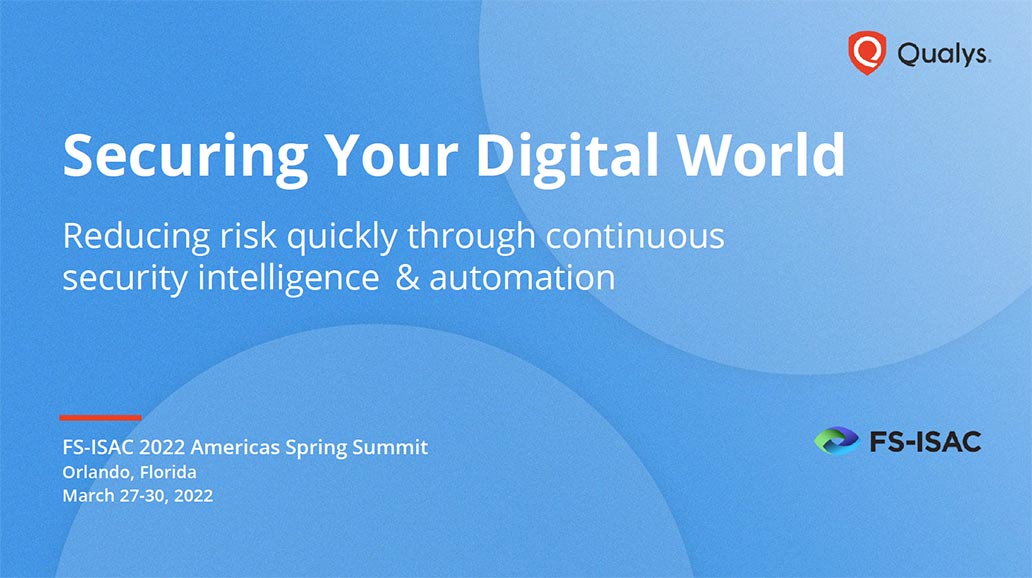 Qualys.
Securing Your Digital World
Reducing risk quickly through continuous
security intelligence & automation
FS-ISAC 2022 Americas Spring Summit
Orlando, Florida
March 27-30, 2022
FS-ISAC